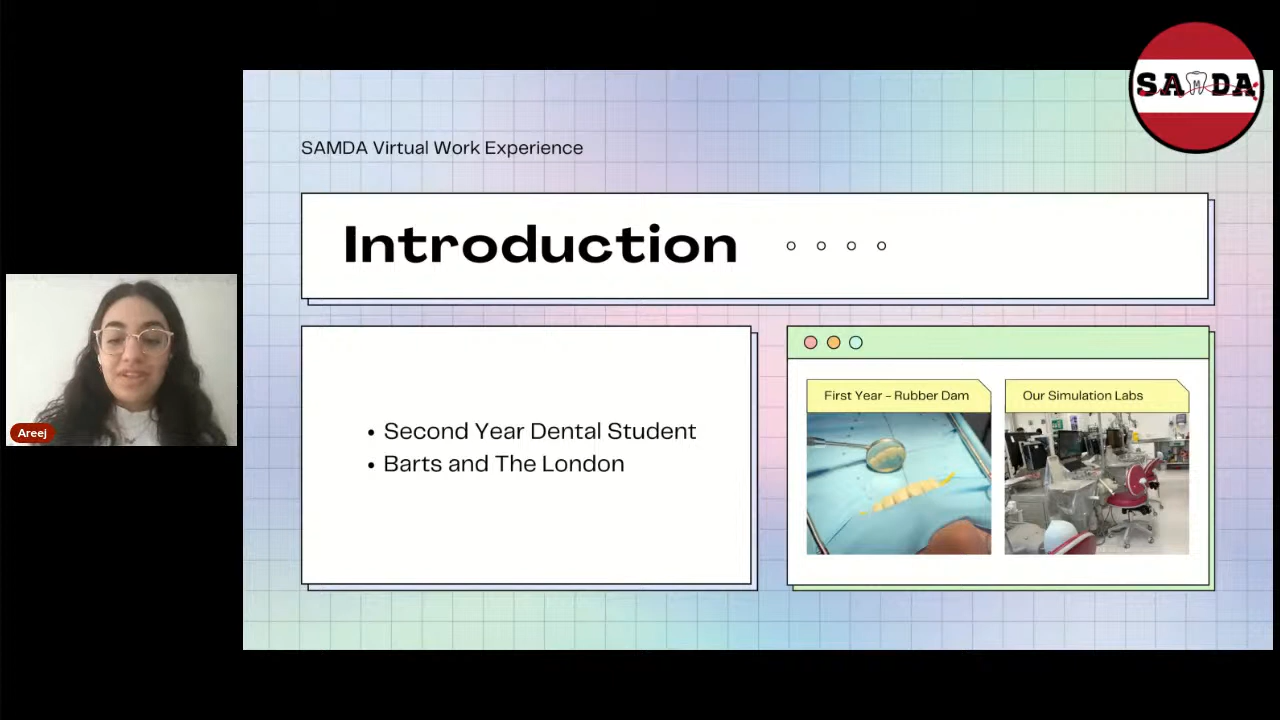 SAMDA
SAMDA Virtual Work Experience
Introduction
• Second Year Dental Student
• Barts and The London
First Year - Rubber Dam
Our Simulation Labs
Areej